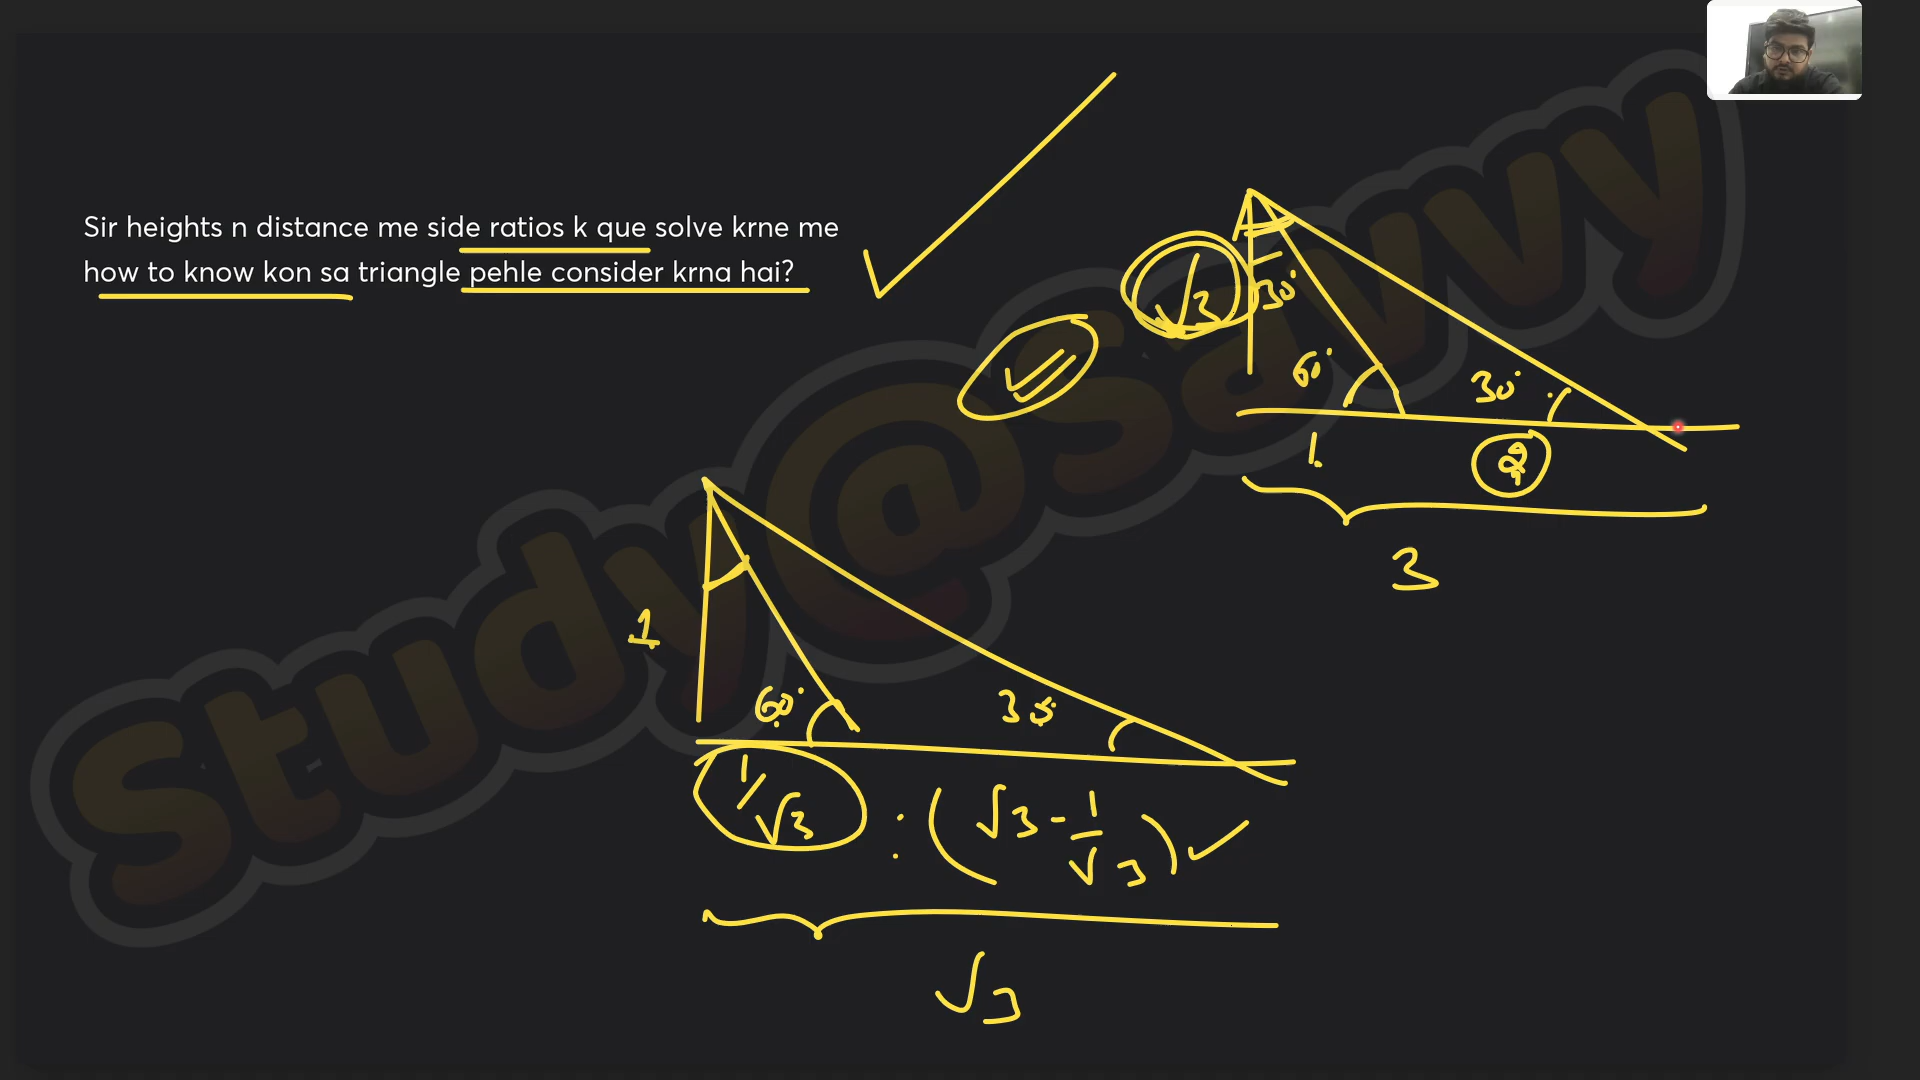 Sir heights n distance me side ratios k que solve krne me
how to know kon sa triangle pehle consider krna hai?
√3
30°
60°
30°
1
2
3
1
60°
30°
1/√3 : (√3 - 1/√3)
√3
Study@Savvy